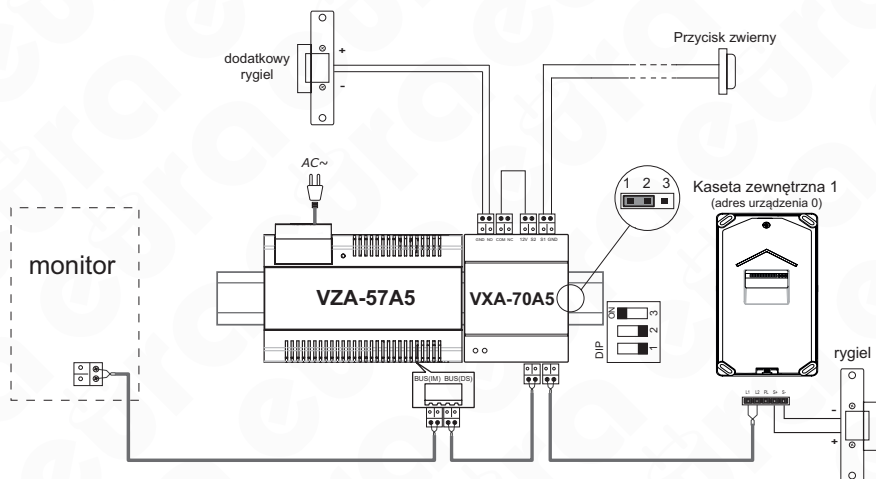 dodatkowy
rygiel
+
-
Przycisk zwierny
AC~
1 2 3
Kaseta zewnętrzna 1
(adres urządzenia 0)
monitor
GND NO COM NC 12V S2 S1 GND
VZA-57A5
VXA-70A5
ON
DIP
3
2
1
rygiel
BUS(IM) BUS(DS)
L1 L2 PL S+ S-
-
+
eura